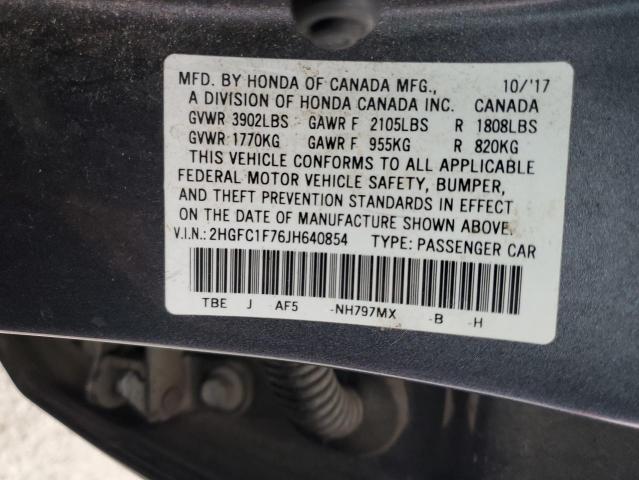 MFD. BY HONDA OF CANADA MFG., 10/'17
A DIVISION OF HONDA CANADA INC. CANADA
GVWR 3902LBS GAWR F 2105LBS R 1808LBS
GVWR 1770KG GAWR F 955KG R 820KG
THIS VEHICLE CONFORMS TO ALL APPLICABLE
FEDERAL MOTOR VEHICLE SAFETY, BUMPER,
AND THEFT PREVENTION STANDARDS IN EFFECT
ON THE DATE OF MANUFACTURE SHOWN ABOVE.
V.I.N.:2HGFC1F76JH640854 TYPE: PASSENGER CAR
TBE J AF5 -NH797MX -B -H